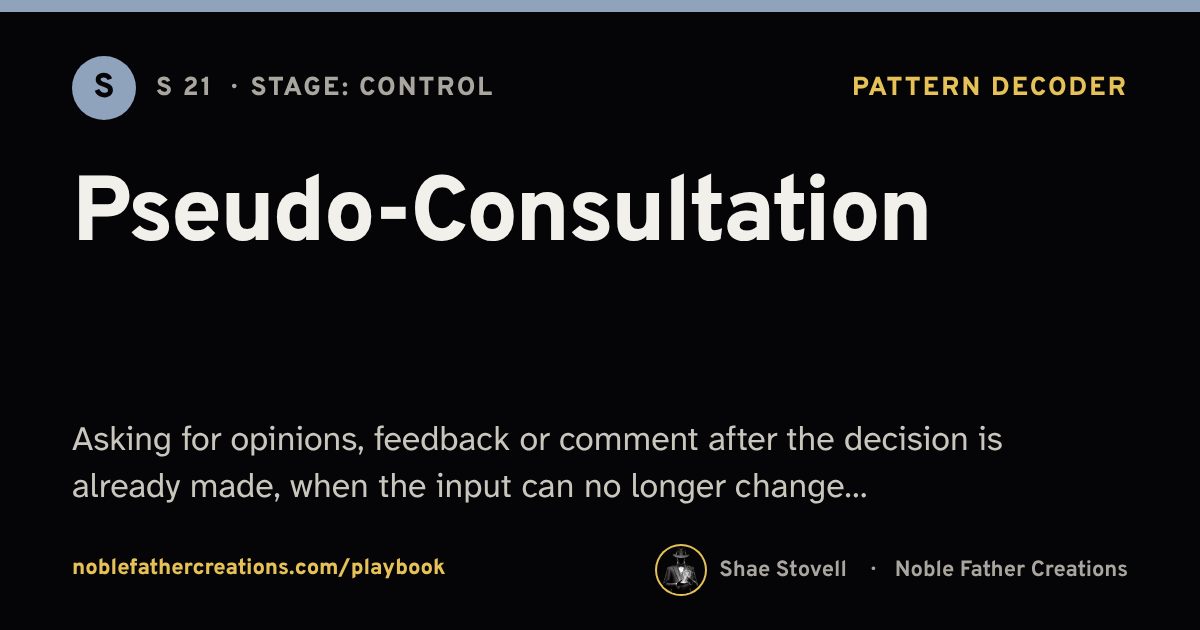 S S 21 · STAGE: CONTROL PATTERN DECODER
Pseudo-Consultation
Asking for opinions, feedback or comment after the decision is
already made, when the input can no longer change...
noblefathercreations.com/playbook Shae Stovell · Noble Father Creations